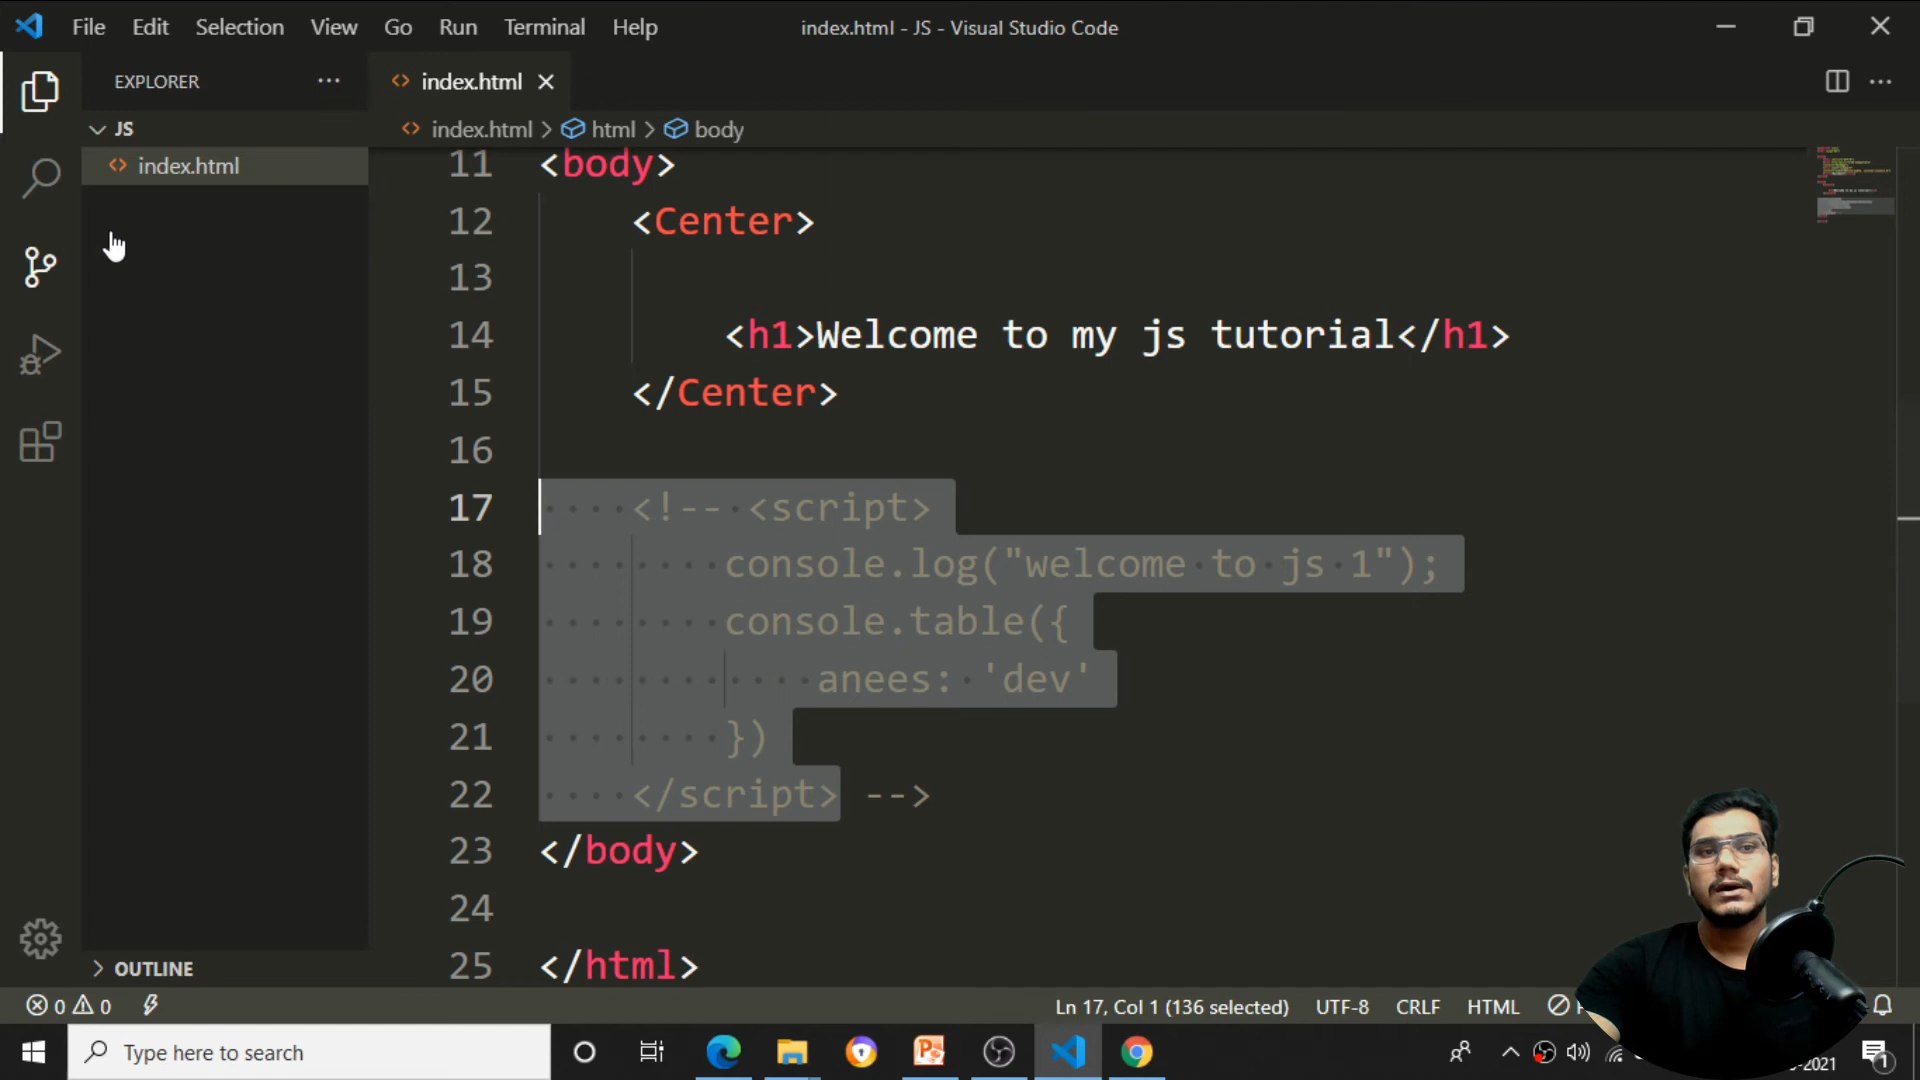 File Edit Selection View Go Run Terminal Help index.html - JS - Visual Studio Code
EXPLORER
index.html
JS
index.html > html > body
index.html
11 <body>
12 <Center>
13
14 <h1>Welcome to my js tutorial</h1>
15 </Center>
16
17 <!-- <script>
18 console.log("welcome to js 1");
19 console.table({
20 anees: 'dev'
21 })
22 </script> -->
23 </body>
24
25 </html>
OUTLINE
0 0 Ln 17, Col 1 (136 selected) UTF-8 CRLF HTML
Type here to search
-2021
1